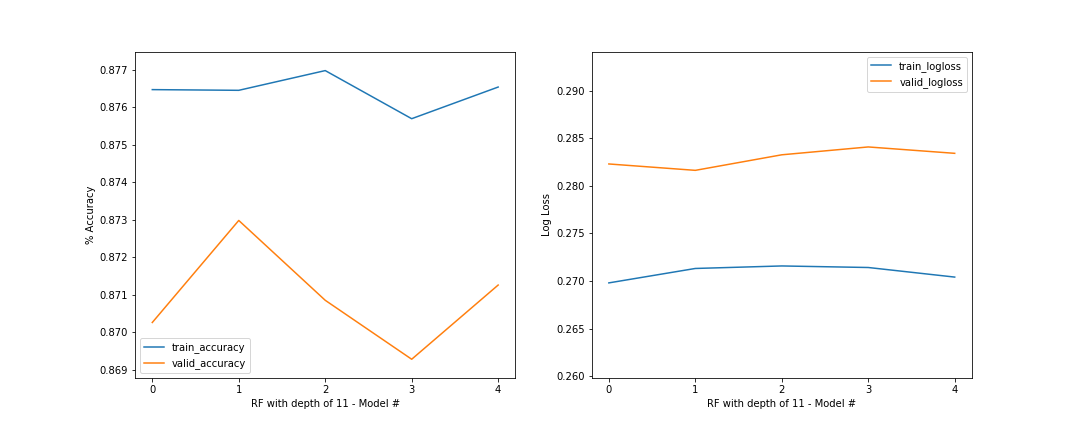 0.877
0.876
0.875
0.874
0.873
0.872
0.871
0.870
0.869
% Accuracy
train_accuracy
valid_accuracy
0 1 2 3 4
RF with depth of 11 - Model #
0.290
0.285
0.280
0.275
0.270
0.265
0.260
Log Loss
train_logloss
valid_logloss
0 1 2 3 4
RF with depth of 11 - Model #